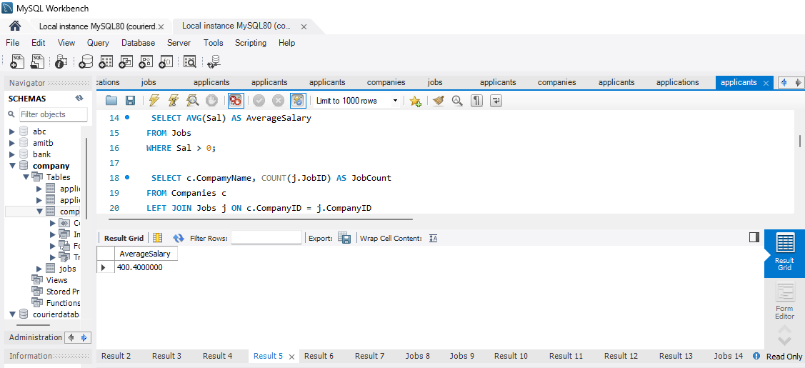 MySQL Workbench
Local instance MySQL80 (courierd... × Local instance MySQL80 (co... ×
File Edit View Query Database Server Tools Scripting Help
Navigator
cations jobs applicants applicants applicants companies jobs applicants companies applicants applications applicants ×
SCHEMAS
Limit to 1000 rows
Filter objects
abc
amitb
bank
company
Tables
appli
appli
comp
Co
In
Fo
Tr
jobs
Views
Stored Pr
Functions
courierdatab
Administration
Information
14 SELECT AVG(Sal) AS AverageSalary
15 FROM Jobs
16 WHERE Sal > 0;
17
18 SELECT c.CompamyName, COUNT(j.JobID) AS JobCount
19 FROM Companies c
20 LEFT JOIN Jobs j ON c.CompanyID = j.CompanyID
Result Grid Filter Rows: Export: Wrap Cell Content:
AverageSalary
400.4000000
Result Grid
Form Editor
Result 2 Result 3 Result 4 Result 5 × Result 6 Result 7 Jobs 8 Jobs 9 Result 10 Result 11 Result 12 Result 13 Jobs 14 Read Only